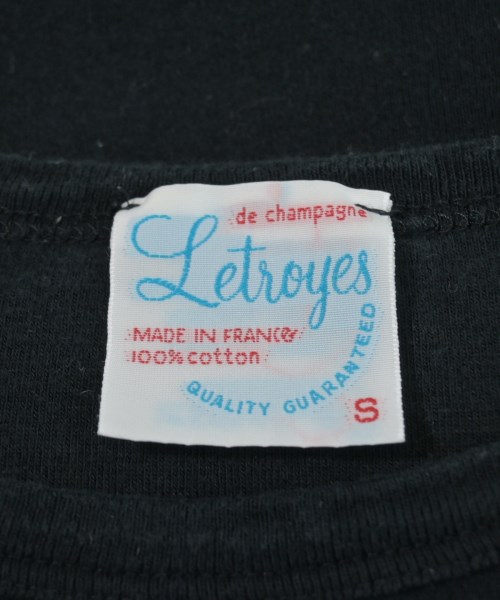 de champagne
Letroyes
MADE IN FRANCE
100% cotton
QUALITY GUARANTEED
S